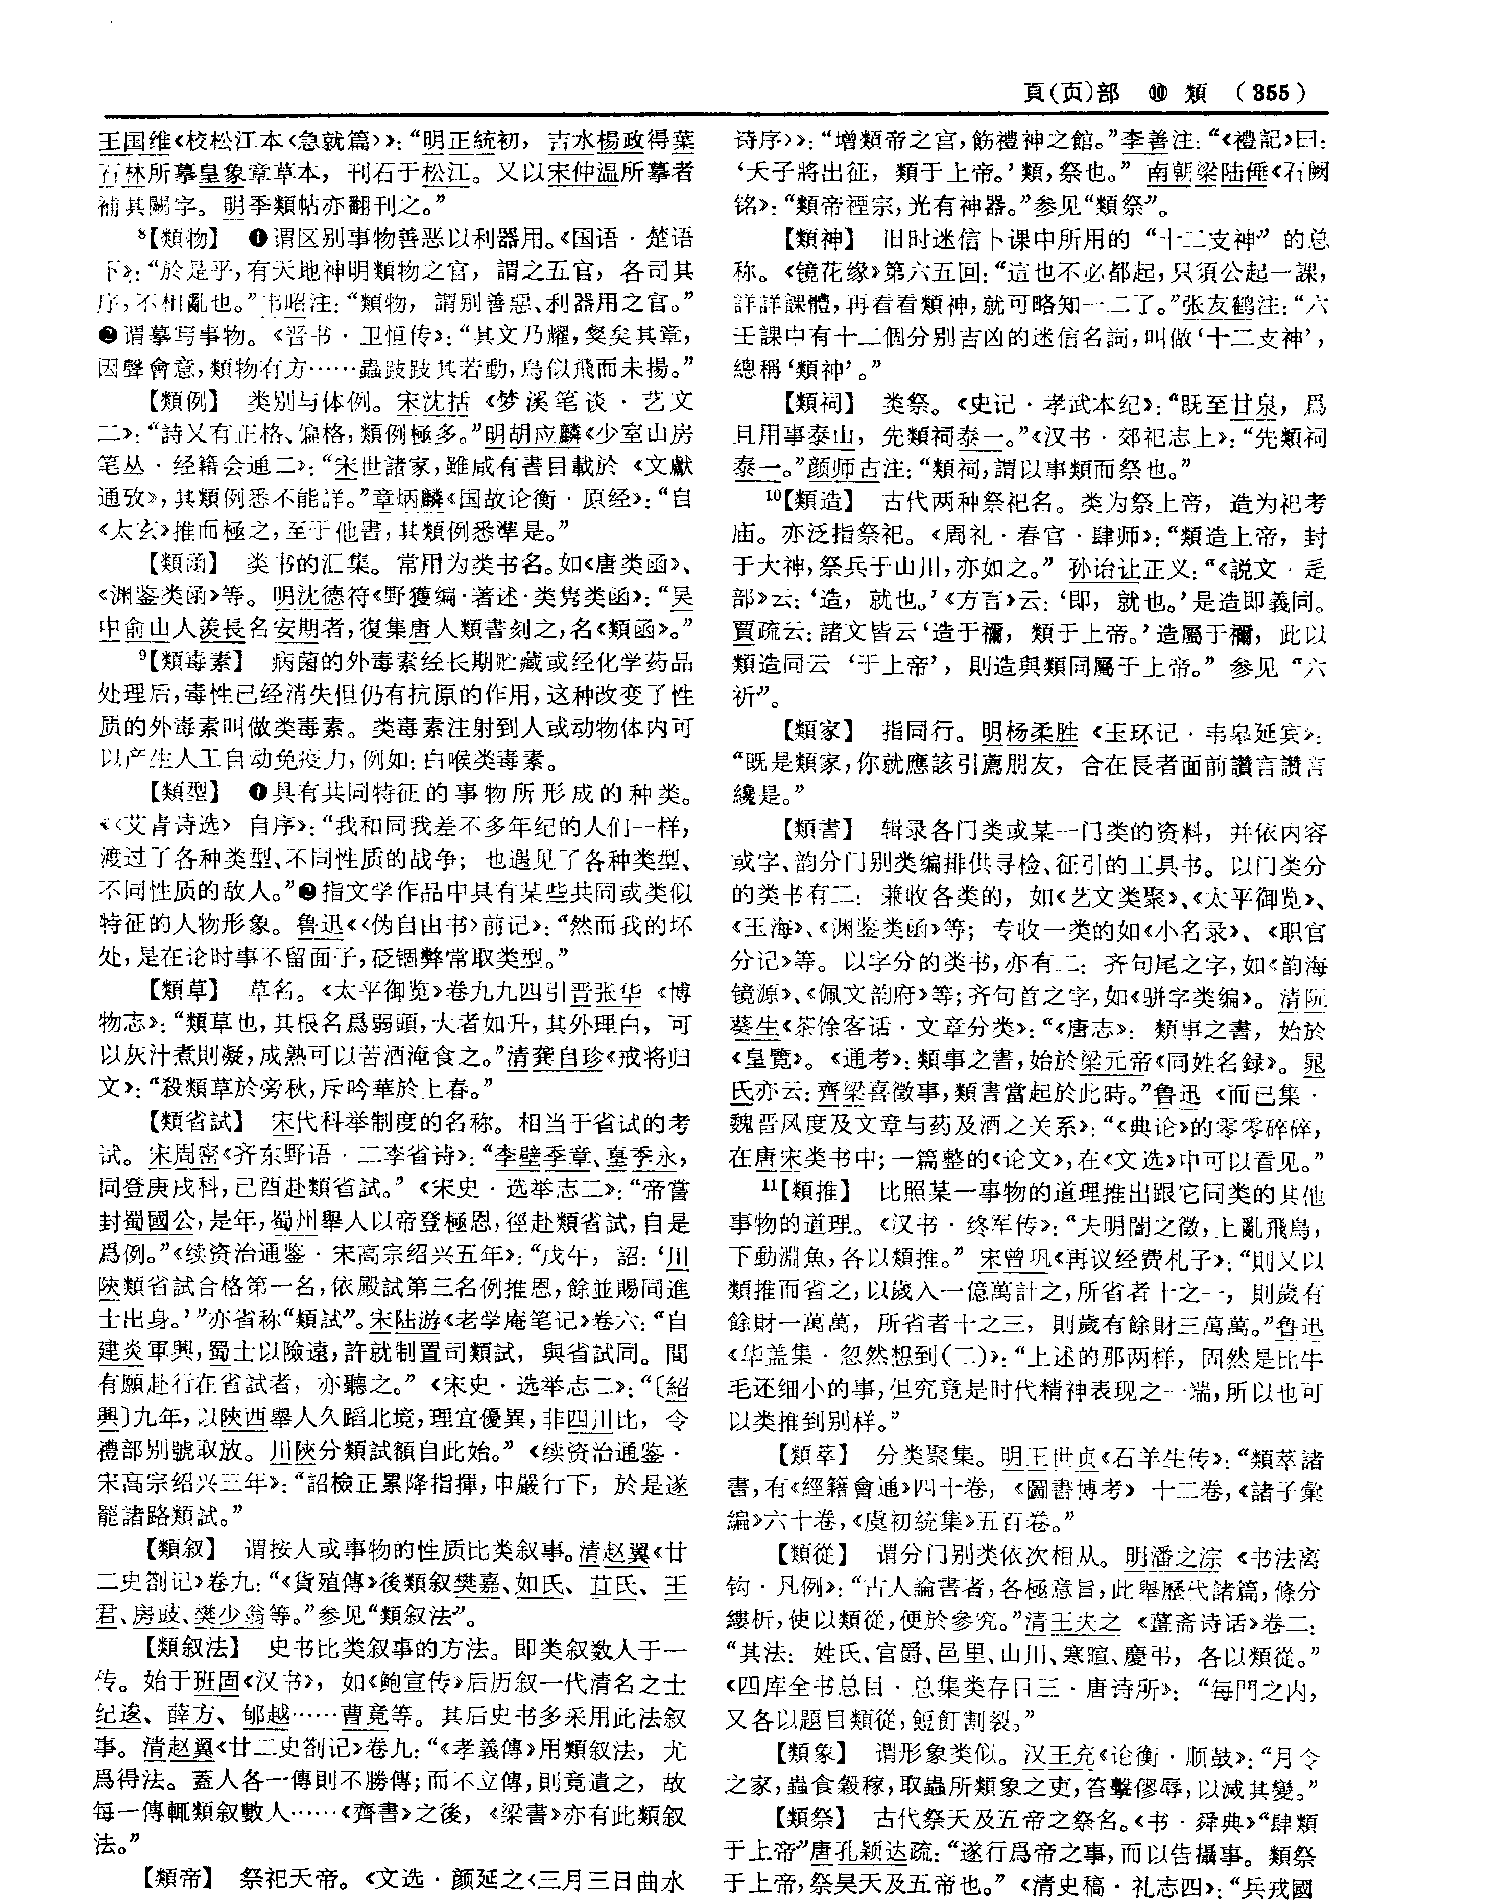 頁(页)部 ⑩ 類 (355)
王国维《校松江本〈急就篇〉》：“明正統初，吉水楊政得葉
石林所摹皇象章草本，刊石于松江。又以宋仲温所摹者
補其闕字。明季類帖亦翻刊之。”
⁸【類物】 ❶谓区别事物善恶以利器用。《国语·楚语
下》：“於是乎，有天地神明類物之官，謂之五官，各司其
序，不相亂也。”韦昭注：“類物，謂别善惡、利器用之官。”
❷谓摹写事物。《晋书·卫恒传》：“其文乃耀，粲矣其章，
因聲會意，類物有方……蟲跂跂其若動，鳥似飛而未揚。”
【類例】 类别与体例。宋沈括《梦溪笔谈·艺文
二》：“詩又有正格、偏格，類例極多。”明胡应麟《少室山房
笔丛·经籍会通二》：“宋世諸家，雖咸有書目載於《文獻
通攷》，其類例悉不能詳。”章炳麟《国故论衡·原经》：“自
《太玄》推而極之，至于他書，其類例悉準是。”
【類函】 类书的汇集。常用为类书名。如《唐类函》、
《渊鉴类函》等。明沈德符《野獲编·著述·类隽类函》：“吴
中俞山人羡長名安期者，復集唐人類書刻之，名《類函》。”
⁹【類毒素】 病菌的外毒素经长期贮藏或经化学药品
处理后，毒性已经消失但仍有抗原的作用，这种改变了性
质的外毒素叫做类毒素。类毒素注射到人或动物体内可
以产生人工自动免疫力，例如：白喉类毒素。
【類型】 ❶具有共同特征的事物所形成的种类。
《〈艾青诗选〉自序》：“我和同我差不多年纪的人们一样，
渡过了各种类型、不同性质的战争；也遇见了各种类型、
不同性质的敌人。”❷指文学作品中具有某些共同或类似
特征的人物形象。鲁迅《〈伪自由书〉前记》：“然而我的坏
处，是在论时事不留面子，砭锢弊常取类型。”
【類草】 草名。《太平御览》卷九九四引晋张华《博
物志》：“類草也，其根名爲弱頭，大者如升，其外理白，可
以灰汁煮則凝，成熟可以苦酒淹食之。”清龚自珍《戒将归
文》：“殺類草於旁秋，斥吟華於上春。”
【類省試】 宋代科举制度的名称。相当于省试的考
试。宋周密《齐东野语·二李省诗》：“李壁季章、𡌴季永，
同登庚戌科，己酉赴類省試。”《宋史·选举志二》：“帝嘗
封蜀國公，是年，蜀州舉人以帝登極恩，徑赴類省試，自是
爲例。”《续资治通鉴·宋高宗绍兴五年》：“戊午，詔：‘川
陝類省試合格第一名，依殿試第三名例推恩，餘並賜同進
士出身。’”亦省称“類試”。宋陆游《老学庵笔记》卷六：“自
建炎軍興，蜀士以險遠，許就制置司類試，與省試同。間
有願赴行在省試者，亦聽之。”《宋史·选举志二》：“〔紹
興〕九年，以陝西舉人久蹈北境，理宜優異，非四川比，令
禮部别號取放。川陝分類試額自此始。”《续资治通鉴·
宋高宗绍兴三年》：“詔檢正累降指揮，申嚴行下，於是遂
罷諸路類試。”
【類叙】 谓按人或事物的性质比类叙事。清赵翼《廿
二史劄记》卷九：“《貨殖傳》後類叙樊嘉、如氏、苴氏、王
君、房豉、樊少翁等。”参见“類叙法”。
【類叙法】 史书比类叙事的方法。即类叙数人于一
传。始于班固《汉书》，如《鲍宣传》后历叙一代清名之士
纪逡、薛方、郇越……曹竟等。其后史书多采用此法叙
事。清赵翼《廿二史劄记》卷九：“《孝義傳》用類叙法，尤
爲得法。蓋人各一傳則不勝傳；而不立傳，則竟遺之，故
每一傳輒類叙數人……《齊書》之後，《梁書》亦有此類叙
法。”
【類帝】 祭祀天帝。《文选·颜延之〈三月三日曲水
诗序〉》：“增類帝之宫，飭禮神之館。”李善注：“《禮記》曰：
‘天子將出征，類于上帝。’類，祭也。”南朝梁陆倕《石阙
铭》：“類帝禋宗，光有神器。”参见“類祭”。
【類神】 旧时迷信卜课中所用的“十二支神”的总
称。《镜花缘》第六五回：“這也不必都起，只須公起一課，
詳詳課體，再看看類神，就可略知一二了。”张友鹤注：“六
壬課中有十二個分别吉凶的迷信名詞，叫做‘十二支神’，
總稱‘類神’。”
【類祠】 类祭。《史记·孝武本纪》：“既至甘泉，爲
且用事泰山，先類祠泰一。”《汉书·郊祀志上》：“先類祠
泰一。”颜师古注：“類祠，謂以事類而祭也。”
¹⁰【類造】 古代两种祭祀名。类为祭上帝，造为祀考
庙。亦泛指祭祀。《周礼·春官·肆师》：“類造上帝，封
于大神，祭兵于山川，亦如之。”孙诒让正义：“《説文·辵
部》云：‘造，就也。’《方言》云：‘即，就也。’是造即義同。
賈疏云：諸文皆云‘造于禰，類于上帝。’造屬于禰，此以
類造同云‘于上帝’，則造與類同屬于上帝。”参见“六
祈”。
【類家】 指同行。明杨柔胜《玉环记·韦皋延宾》：
“既是類家，你就應該引薦朋友，合在長者面前讚言讚言
纔是。”
【類書】 辑录各门类或某一门类的资料，并依内容
或字、韵分门别类编排供寻检、征引的工具书。以门类分
的类书有二：兼收各类的，如《艺文类聚》、《太平御览》、
《玉海》、《渊鉴类函》等；专收一类的如《小名录》、《职官
分记》等。以字分的类书，亦有二：齐句尾之字，如《韵海
镜源》、《佩文韵府》等；齐句首之字，如《骈字类编》。清阮
葵生《茶馀客话·文章分类》：“《唐志》：類事之書，始於
《皇覽》。《通考》：類事之書，始於梁元帝《同姓名録》。晁
氏亦云：齊梁喜徵事，類書當起於此時。”鲁迅《而已集·
魏晋风度及文章与药及酒之关系》：“《典论》的零零碎碎，
在唐宋类书中；一篇整的《论文》，在《文选》中可以看见。”
¹¹【類推】 比照某一事物的道理推出跟它同类的其他
事物的道理。《汉书·终军传》：“夫明闇之徵，上亂飛鳥，
下動淵魚，各以類推。”宋曾巩《再议经费札子》：“則又以
類推而省之，以歲入一億萬計之，所省者十之一，則歲有
餘財一萬萬，所省者十之三，則歲有餘財三萬萬。”鲁迅
《华盖集·忽然想到(二)》：“上述的那两样，固然是比牛
毛还细小的事，但究竟是时代精神表现之一端，所以也可
以类推到别样。”
【類萃】 分类聚集。明王世贞《石羊生传》：“類萃諸
書，有《經籍會通》四十卷，《圖書博考》十二卷，《諸子彙
編》六十卷，《虞初統集》五百卷。”
【類從】 谓分门别类依次相从。明潘之淙《书法离
钩·凡例》：“古人論書者，各極意旨，此舉歷代諸篇，條分
縷析，使以類從，便於參究。”清王夫之《薑斋诗话》卷二：
“其法：姓氏、官爵、邑里、山川、寒暄、慶弔，各以類從。”
《四库全书总目·总集类存目三·唐诗所》：“每門之内，
又各以題目類從，餖飣割裂。”
【類象】 谓形象类似。汉王充《论衡·顺鼓》：“月令
之家，蟲食穀稼，取蟲所類象之吏，笞擊僇辱，以滅其變。”
【類祭】 古代祭天及五帝之祭名。《书·舜典》“肆類
于上帝”唐孔颖达疏：“遂行爲帝之事，而以告攝事。類祭
于上帝，祭昊天及五帝也。”《清史稿·礼志四》：“兵戎國